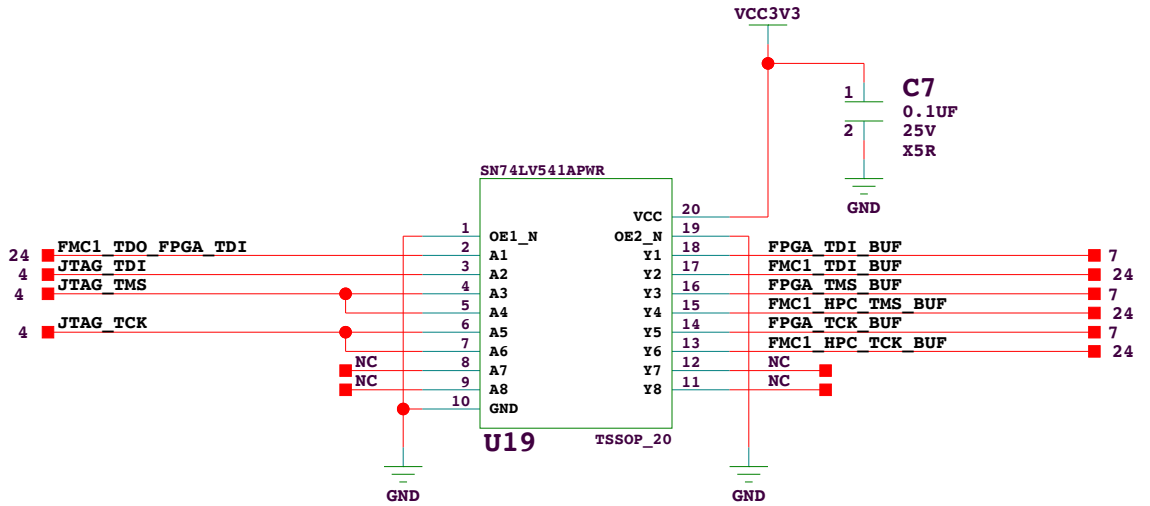 VCC3V3
1
C7
0.1UF
2
25V
X5R
GND
SN74LV541APWR
VCC 20
1 OE1_N
OE2_N 19
24 FMC1_TDO_FPGA_TDI 2 A1
Y1 18 FPGA_TDI_BUF 7
4 JTAG_TDI 3 A2
Y2 17 FMC1_TDI_BUF 24
4 JTAG_TMS 4 A3
Y3 16 FPGA_TMS_BUF 7
5 A4
Y4 15 FMC1_HPC_TMS_BUF 24
4 JTAG_TCK 6 A5
Y5 14 FPGA_TCK_BUF 7
7 A6
Y6 13 FMC1_HPC_TCK_BUF 24
NC 8 A7
Y7 12 NC
NC 9 A8
Y8 11 NC
10 GND
U19
TSSOP_20
GND
GND